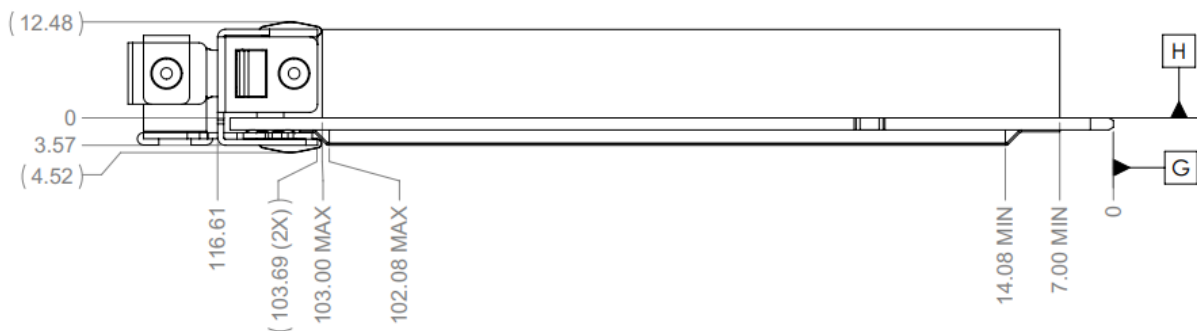 ( 12.48 )
H
0
3.57
( 4.52 )
G
116.61
( 103.69 (2X) )
103.00 MAX
102.08 MAX
14.08 MIN
7.00 MIN
0